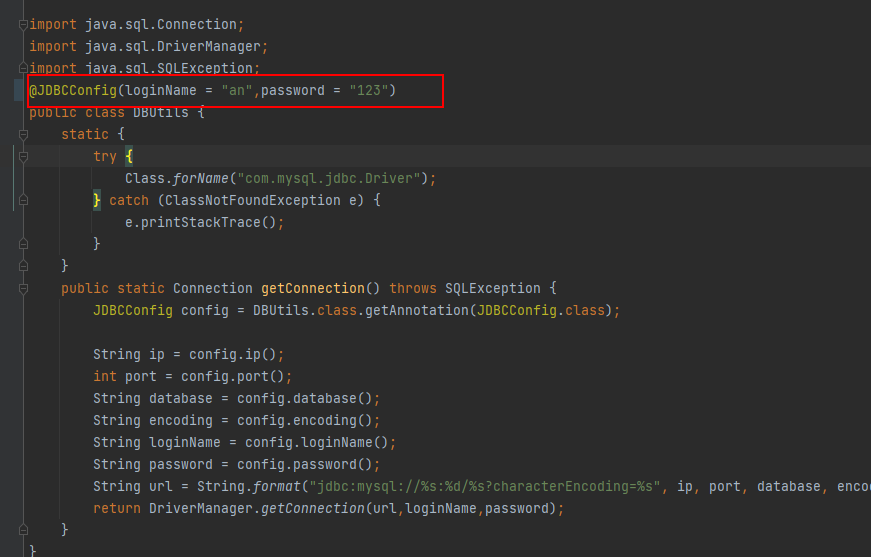 import java.sql.Connection;
import java.sql.DriverManager;
import java.sql.SQLException;
@JDBCConfig(loginName = "an",password = "123")
public class DBUtils {
static {
try {
Class.forName("com.mysql.jdbc.Driver");
} catch (ClassNotFoundException e) {
e.printStackTrace();
}
}
public static Connection getConnection() throws SQLException {
JDBCConfig config = DBUtils.class.getAnnotation(JDBCConfig.class);
String ip = config.ip();
int port = config.port();
String database = config.database();
String encoding = config.encoding();
String loginName = config.loginName();
String password = config.password();
String url = String.format("jdbc:mysql://%s:%d/%s?characterEncoding=%s", ip, port, database, enco
return DriverManager.getConnection(url,loginName,password);
}
}